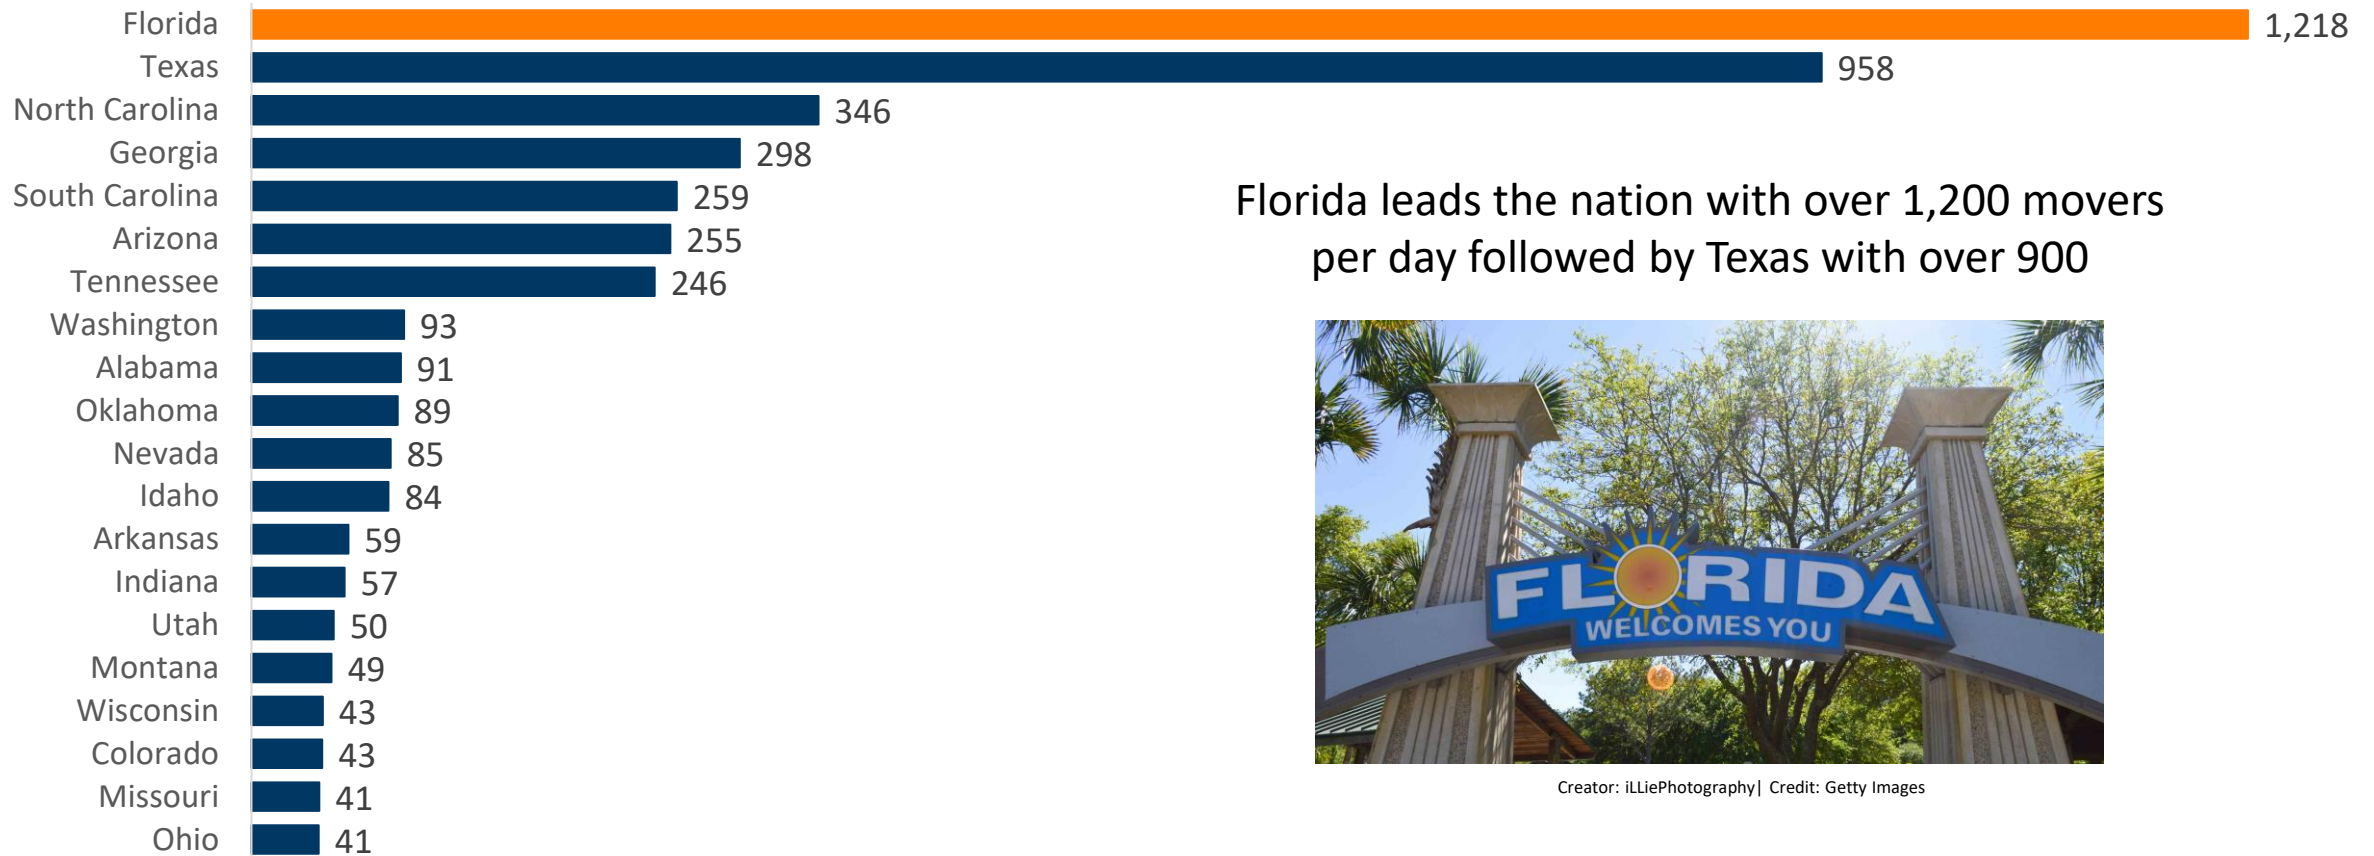 Florida 1,218
Texas 958
North Carolina 346
Georgia 298
South Carolina 259
Arizona 255
Tennessee 246
Washington 93
Alabama 91
Oklahoma 89
Nevada 85
Idaho 84
Arkansas 59
Indiana 57
Utah 50
Montana 49
Wisconsin 43
Colorado 43
Missouri 41
Ohio 41
Florida leads the nation with over 1,200 movers
per day followed by Texas with over 900
FLORIDA
WELCOMES YOU
Creator: iLLiePhotography| Credit: Getty Images